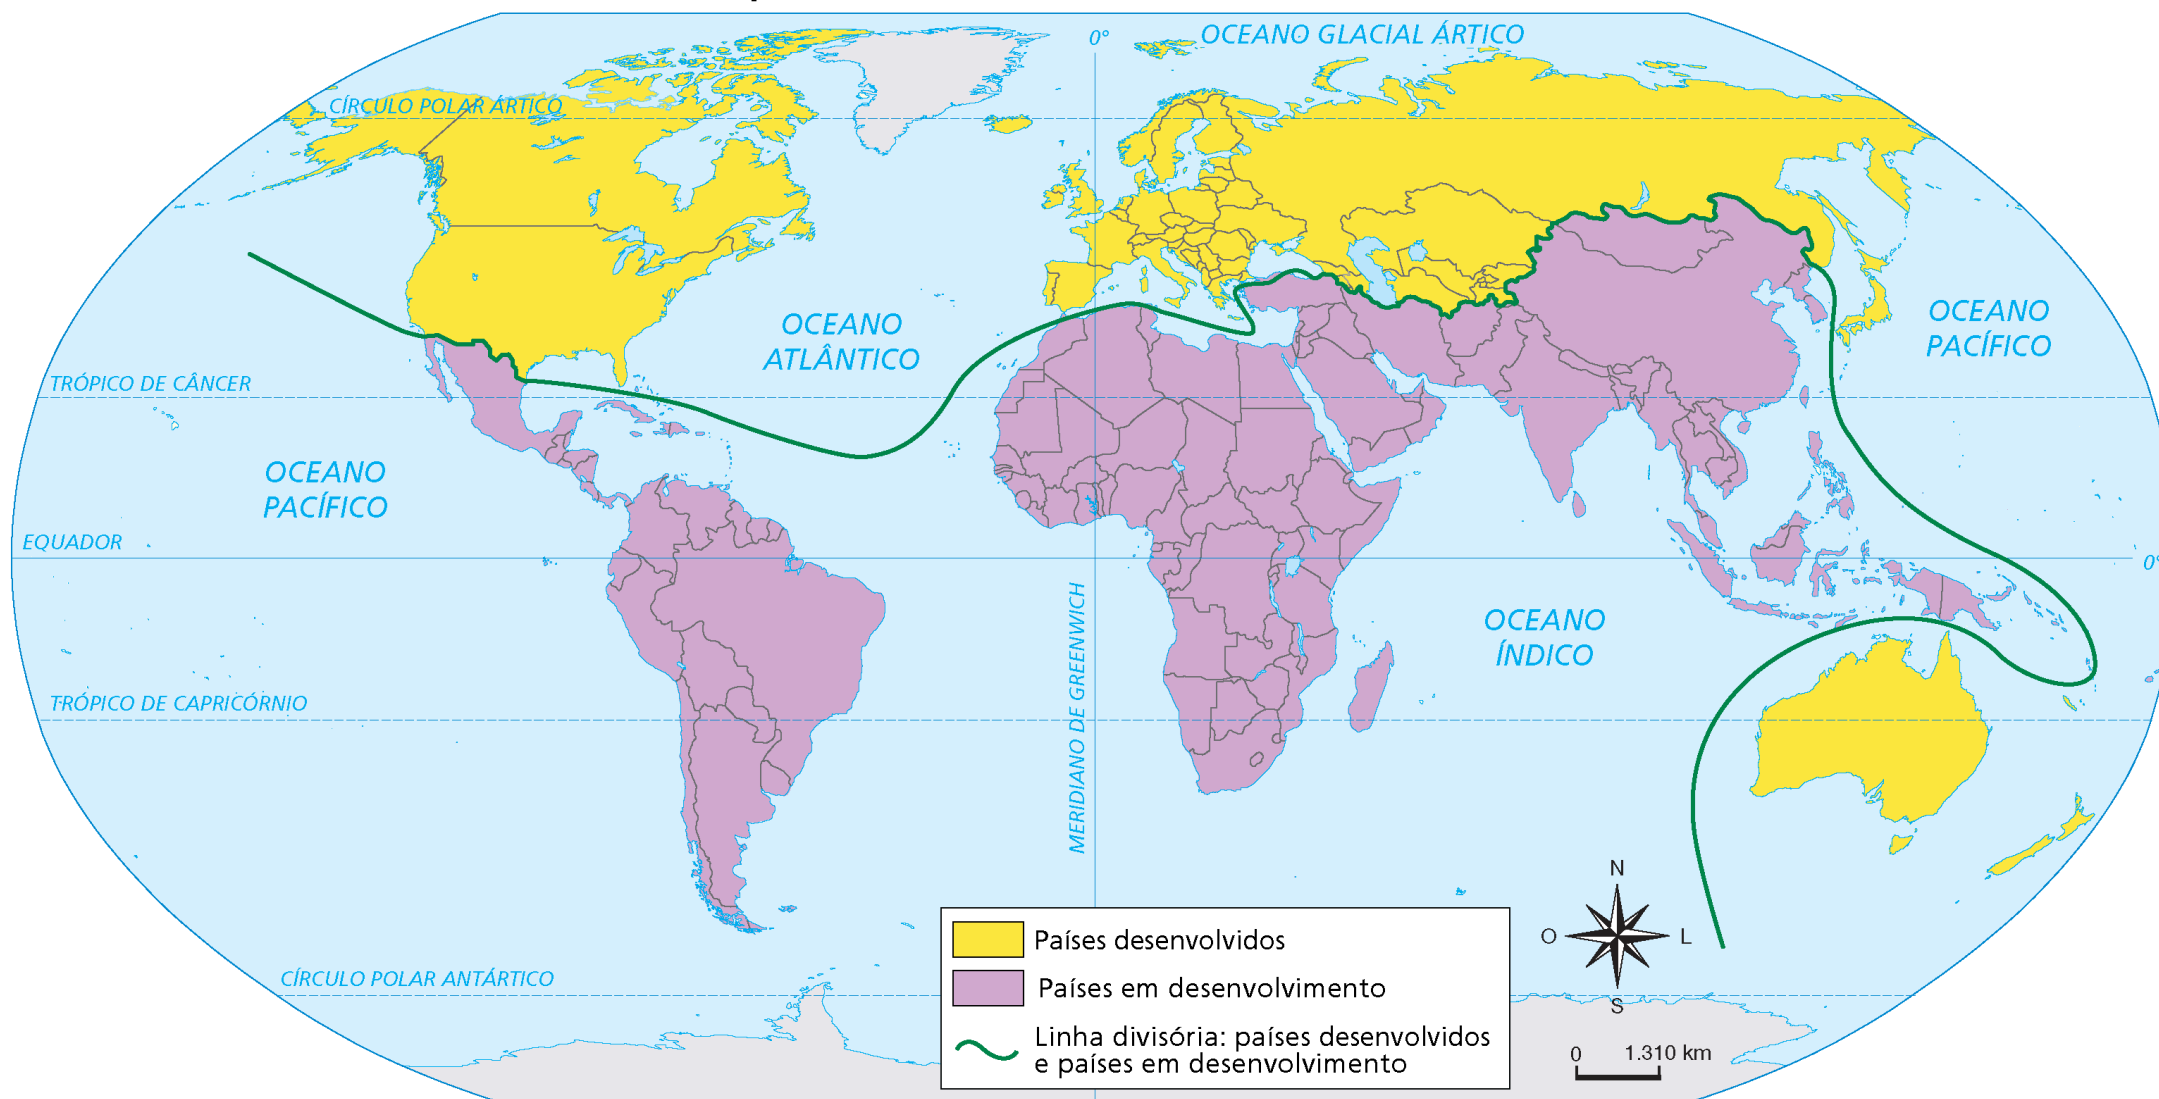 0°
OCEANO GLACIAL ÁRTICO
CÍRCULO POLAR ÁRTICO
OCEANO
ATLÂNTICO
OCEANO
PACÍFICO
TRÓPICO DE CÂNCER
OCEANO
PACÍFICO
EQUADOR
0°
OCEANO
ÍNDICO
MERIDIANO DE GREENWICH
TRÓPICO DE CAPRICÓRNIO
CÍRCULO POLAR ANTÁRTICO
N
O
L
S
Países desenvolvidos
Países em desenvolvimento
Linha divisória: países desenvolvidos
e países em desenvolvimento
0
1.310 km